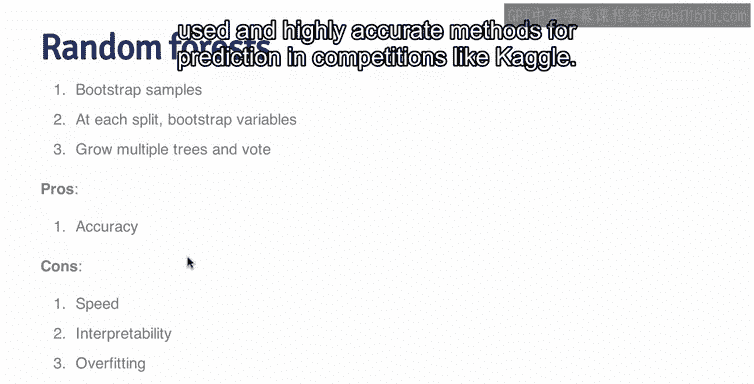 used and highly accurate methods for
prediction in competitions like Kaggle.
Random forests
1. Bootstrap samples
2. At each split, bootstrap variables
3. Grow multiple trees and vote
Pros:
1. Accuracy
Cons:
1. Speed
2. Interpretability
3. Overfitting